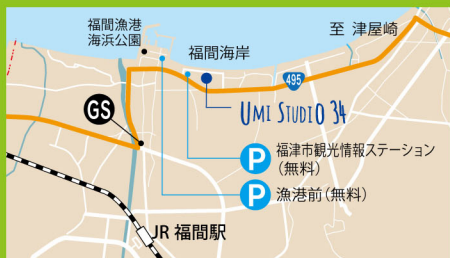 福間漁港
海浜公園
福間海岸
至 津屋崎
495
UMI STUDIO 34
GS
P 福津市観光情報ステーション
(無料)
P 漁港前(無料)
JR 福間駅